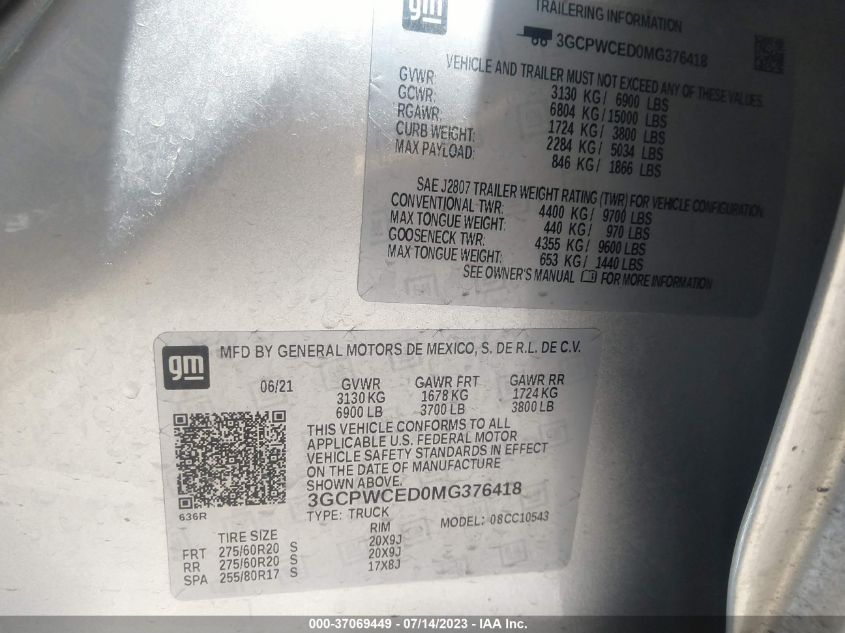 gm
TRAILERING INFORMATION
3GCPWCED0MG376418
VEHICLE AND TRAILER MUST NOT EXCEED ANY OF THESE VALUES.
GVWR: 3130 KG/ 6900 LBS
GCWR: 6804 KG/15000 LBS
RGAWR: 1724 KG/ 3800 LBS
CURB WEIGHT: 2284 KG/ 5034 LBS
MAX PAYLOAD: 846 KG/ 1866 LBS
SAE J2807 TRAILER WEIGHT RATING (TWR) FOR VEHICLE CONFIGURATION
CONVENTIONAL TWR: 4400 KG/ 9700 LBS
MAX TONGUE WEIGHT: 440 KG/ 970 LBS
GOOSENECK TWR: 4355 KG/ 9600 LBS
MAX TONGUE WEIGHT: 653 KG/ 1440 LBS
SEE OWNER'S MANUAL FOR MORE INFORMATION
gm MFD BY GENERAL MOTORS DE MEXICO, S. DE R.L. DE C.V.
06/21 GVWR GAWR FRT GAWR RR
3130 KG 1678 KG 1724 KG
6900 LB 3700 LB 3800 LB
THIS VEHICLE CONFORMS TO ALL
APPLICABLE U.S. FEDERAL MOTOR
VEHICLE SAFETY STANDARDS IN EFFECT
ON THE DATE OF MANUFACTURE
SHOWN ABOVE.
3GCPWCED0MG376418
636R
TYPE: TRUCK MODEL: 08CC10543
TIRE SIZE RIM
FRT 275/60R20 S 20X9J
RR 275/60R20 S 20X9J
SPA 255/80R17 S 17X8J
000-37069449 - 07/14/2023 - IAA Inc.